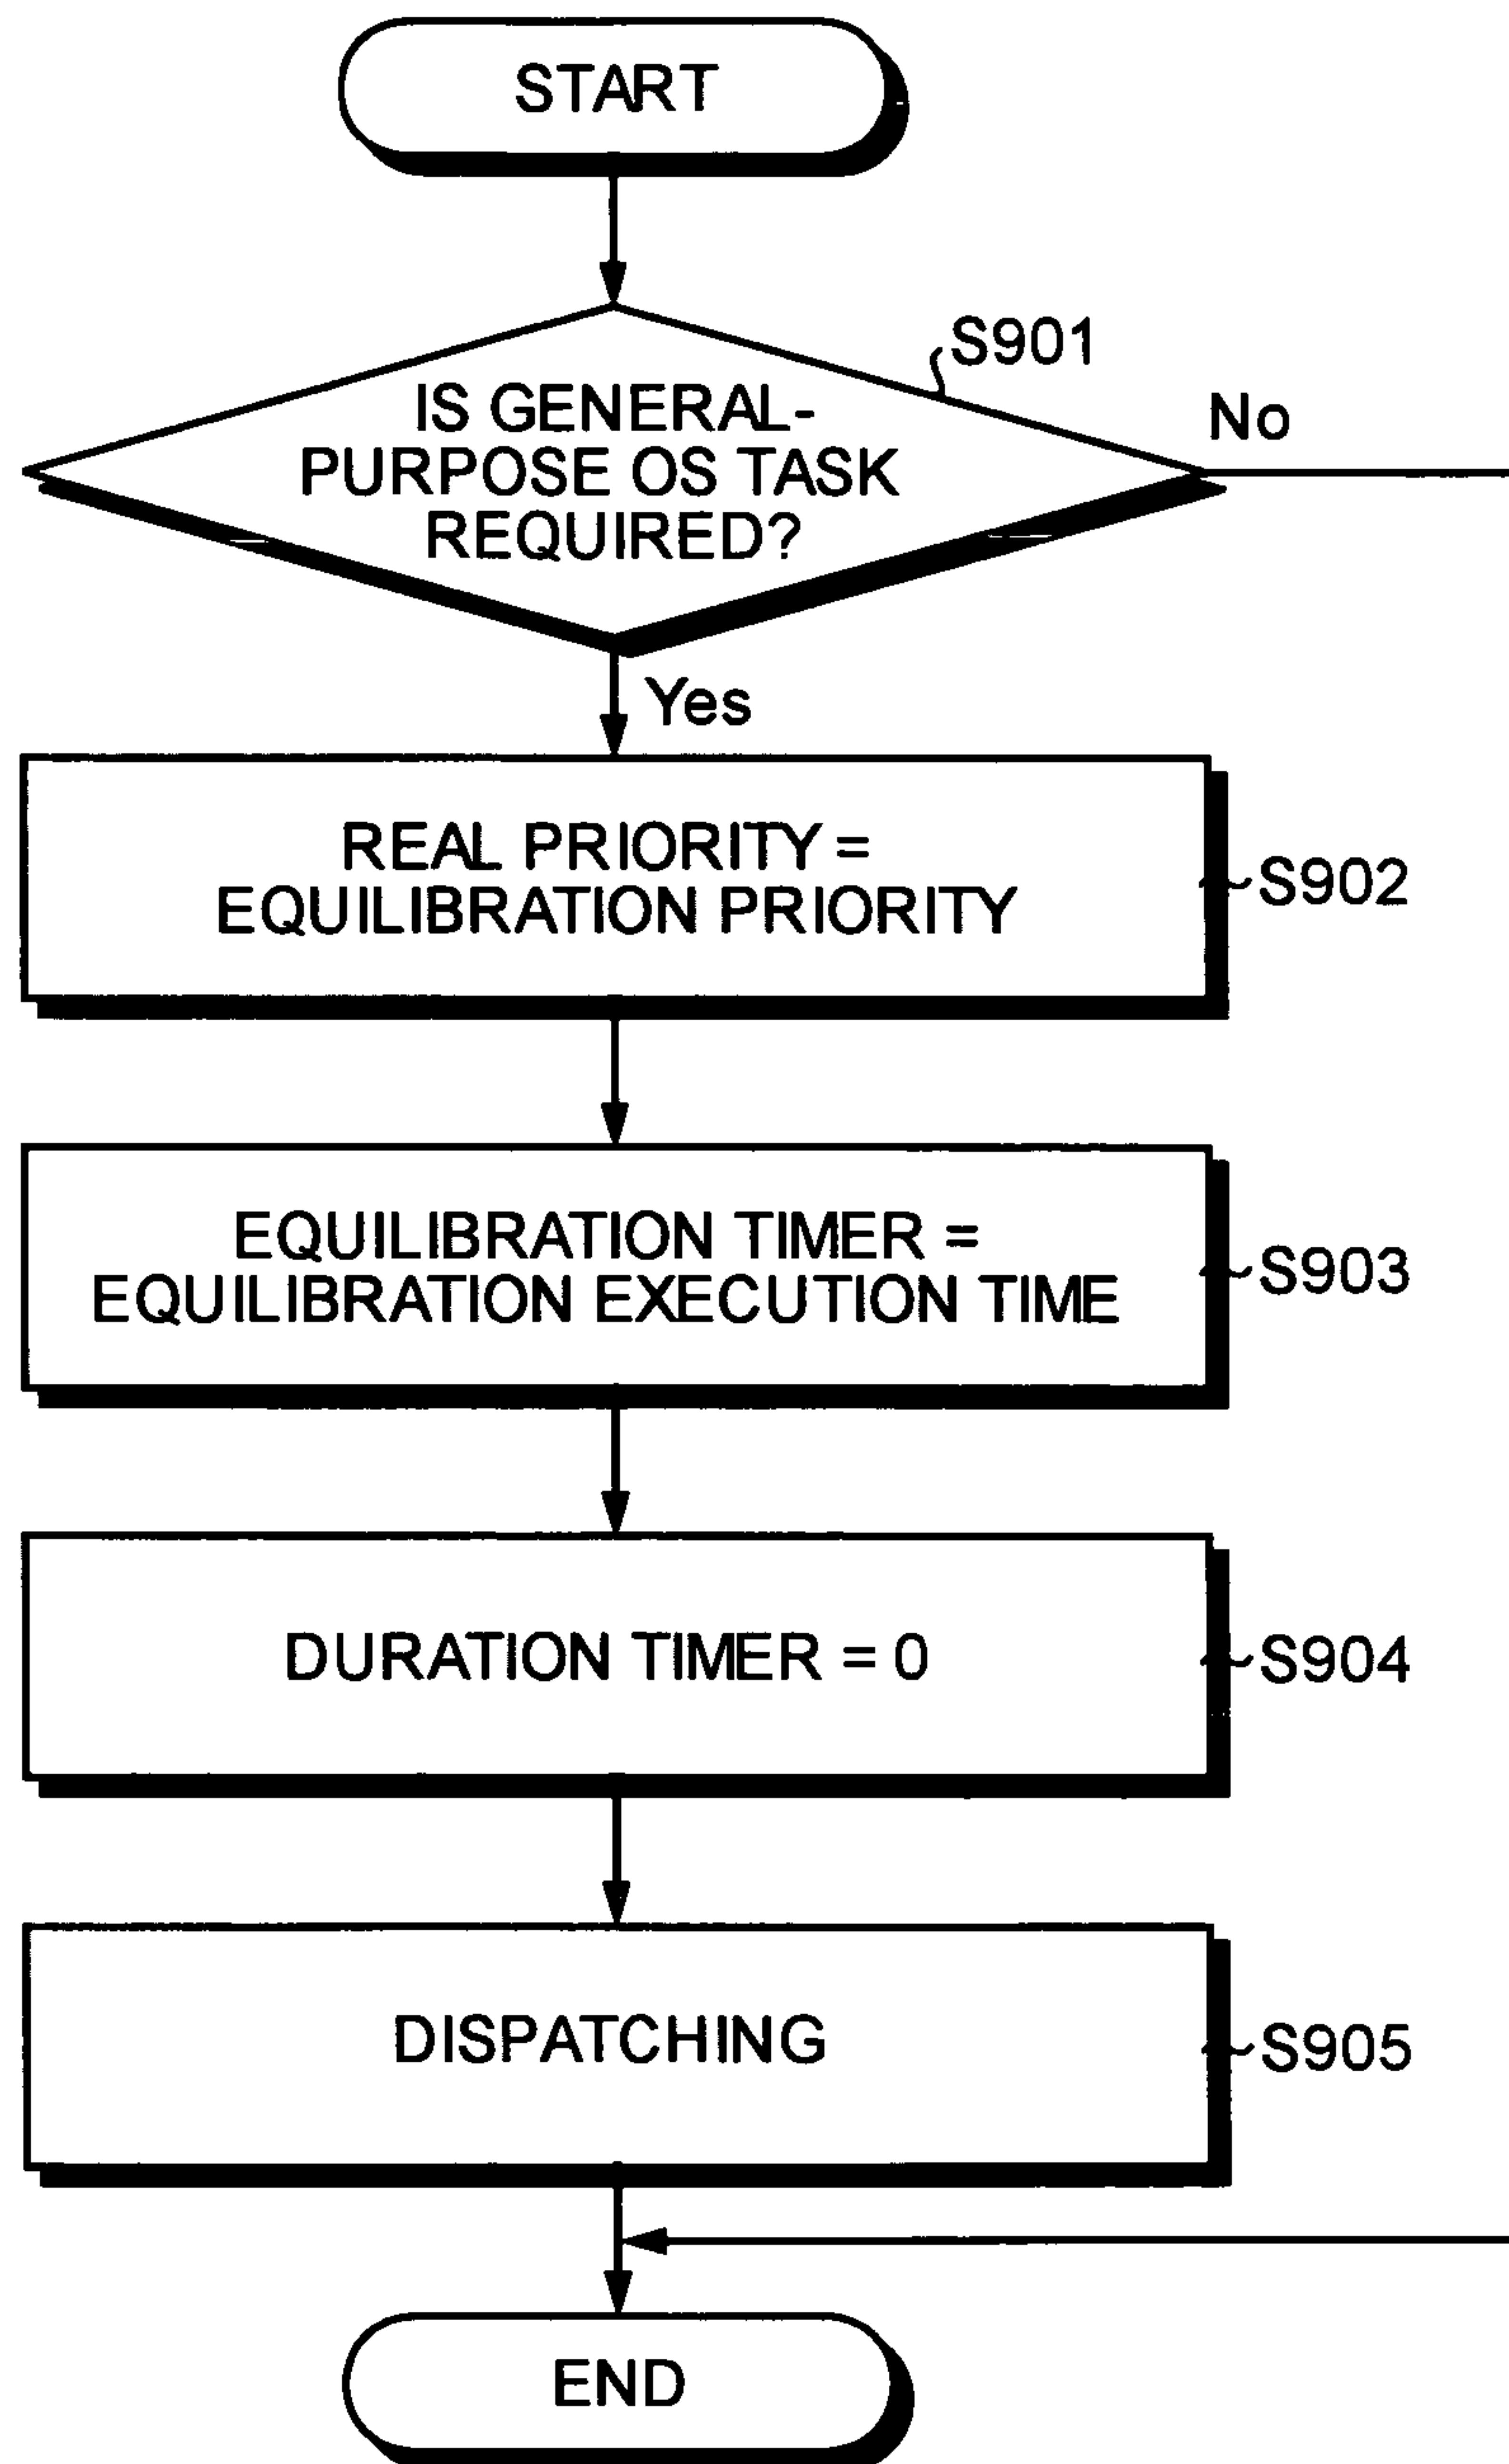 START
S901
IS GENERAL-
PURPOSE OS TASK
REQUIRED?
No
Yes
REAL PRIORITY =
EQUILIBRATION PRIORITY
S902
EQUILIBRATION TIMER =
EQUILIBRATION EXECUTION TIME
S903
DURATION TIMER = 0
S904
DISPATCHING
S905
END